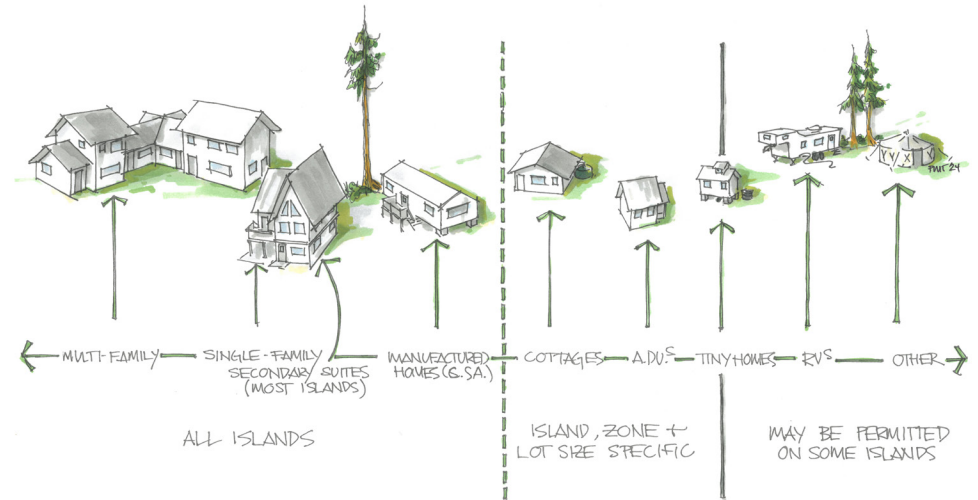 MULTI-FAMILY
SINGLE-FAMILY /
SECONDARY SUITES
(MOST ISLANDS)
MANUFACTURED
HOMES (C.S.A.)
COTTAGES
A.D.U.S
TINY HOMES
RVS
OTHER
ALL ISLANDS
ISLAND, ZONE +
LOT SIZE SPECIFIC
MAY BE PERMITTED
ON SOME ISLANDS